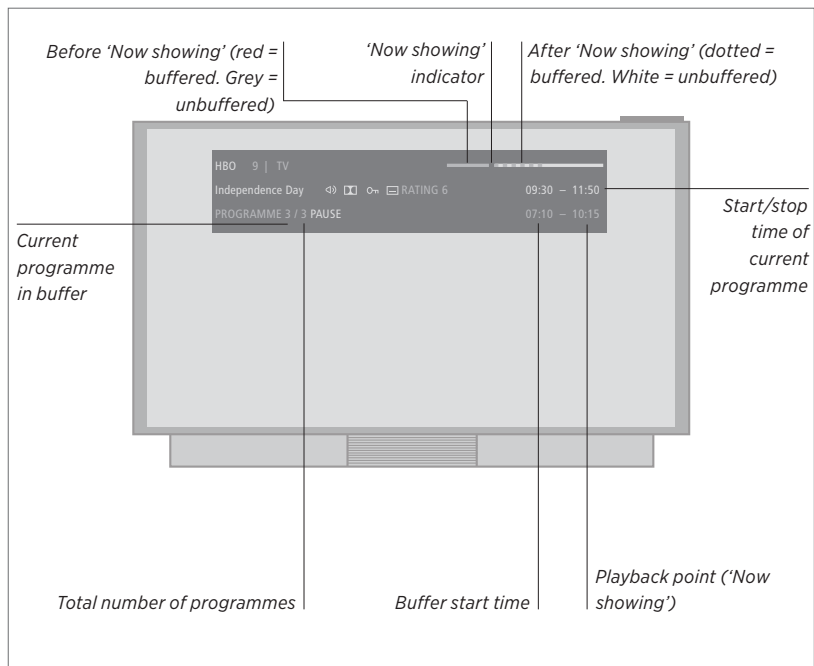 Before ‘Now showing’ (red =
buffered. Grey =
unbuffered)
‘Now showing’
indicator
After ‘Now showing’ (dotted =
buffered. White = unbuffered)
HBO 9 | TV
Independence Day RATING 6 09:30 – 11:50
PROGRAMME 3 / 3 PAUSE 07:10 – 10:15
Current
programme
in buffer
Start/stop
time of
current
programme
Total number of programmes
Buffer start time
Playback point (‘Now
showing’)